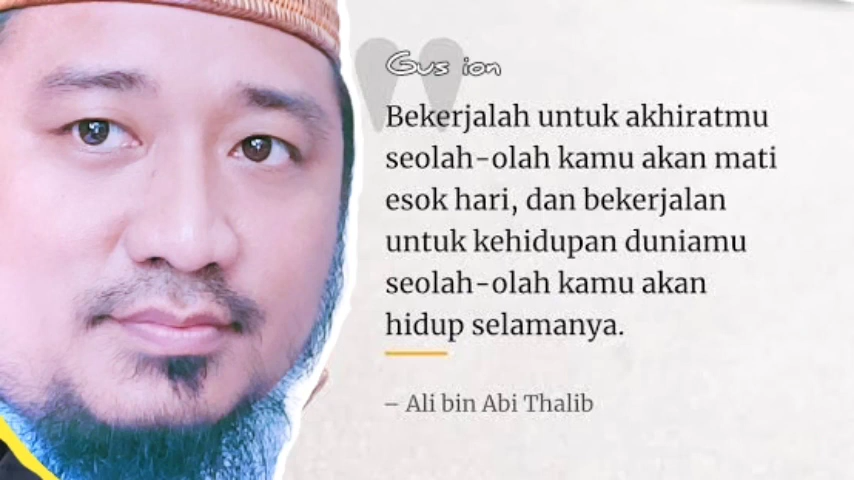 Gus ion
Bekerjalah untuk akhiratmu
seolah-olah kamu akan mati
esok hari, dan bekerjalan
untuk kehidupan duniamu
seolah-olah kamu akan
hidup selamanya.
– Ali bin Abi Thalib